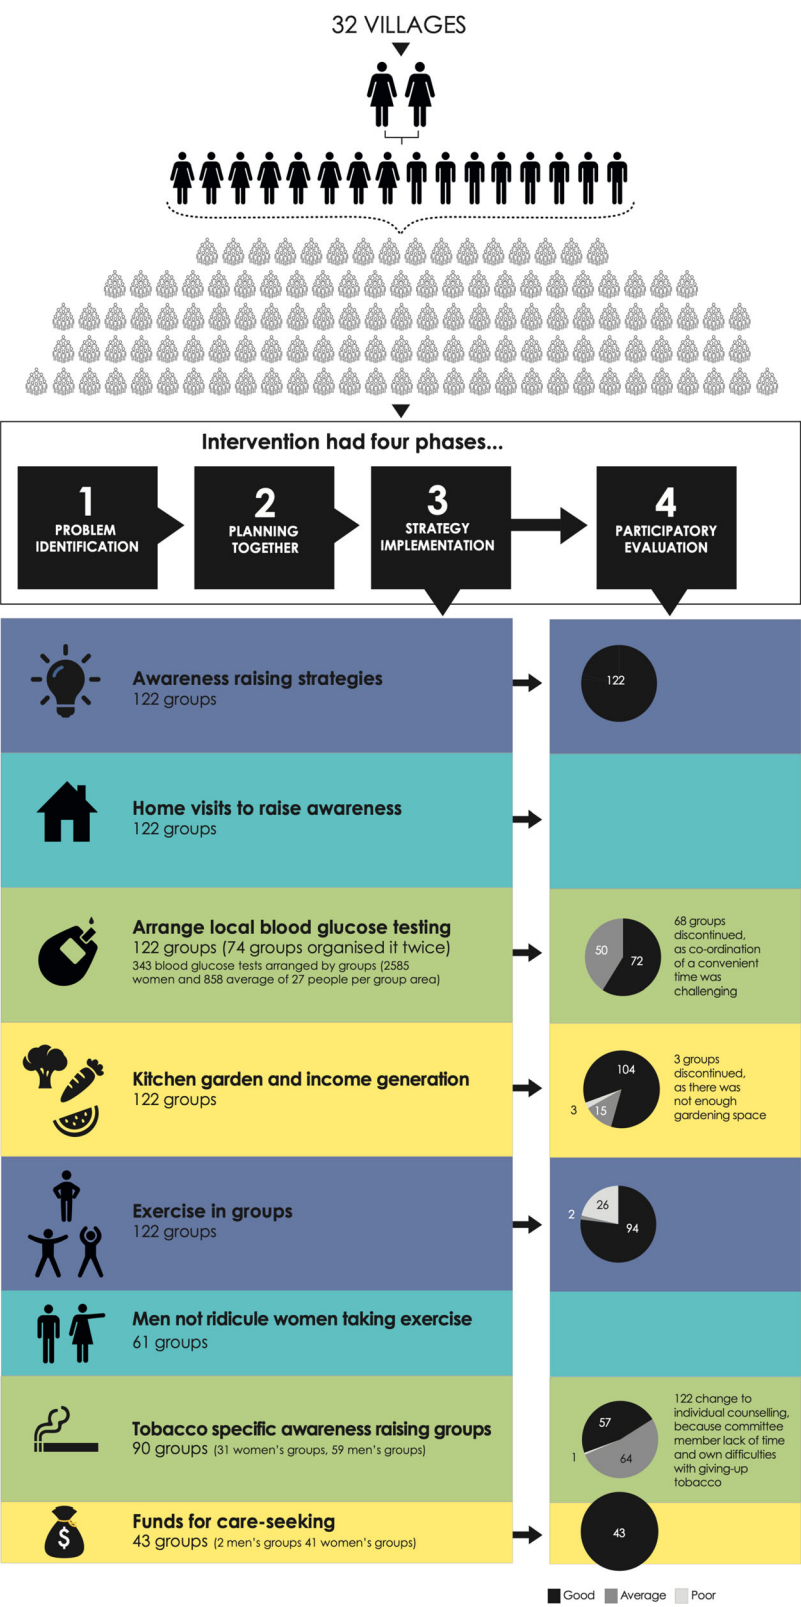 32 VILLAGES
Intervention had four phases...
1
PROBLEM
IDENTIFICATION
2
PLANNING
TOGETHER
3
STRATEGY
IMPLEMENTATION
4
PARTICIPATORY
EVALUATION
Awareness raising strategies
122 groups
122
Home visits to raise awareness
122 groups
Arrange local blood glucose testing
122 groups (74 groups organised it twice)
343 blood glucose tests arranged by groups (2585
women and 858 average of 27 people per group area)
50
72
68 groups
discontinued,
as co-ordination
of a convenient
time was
challenging
Kitchen garden and income generation
122 groups
104
3
15
3 groups
discontinued,
as there was
not enough
gardening space
Exercise in groups
122 groups
2
26
94
Men not ridicule women taking exercise
61 groups
Tobacco specific awareness raising groups
90 groups (31 women's groups, 59 men's groups)
57
1
64
122 change to
individual counselling,
because committee
member lack of time
and own difficulties
with giving-up
tobacco
$
Funds for care-seeking
43 groups (2 men's groups 41 women's groups)
43
Good Average Poor